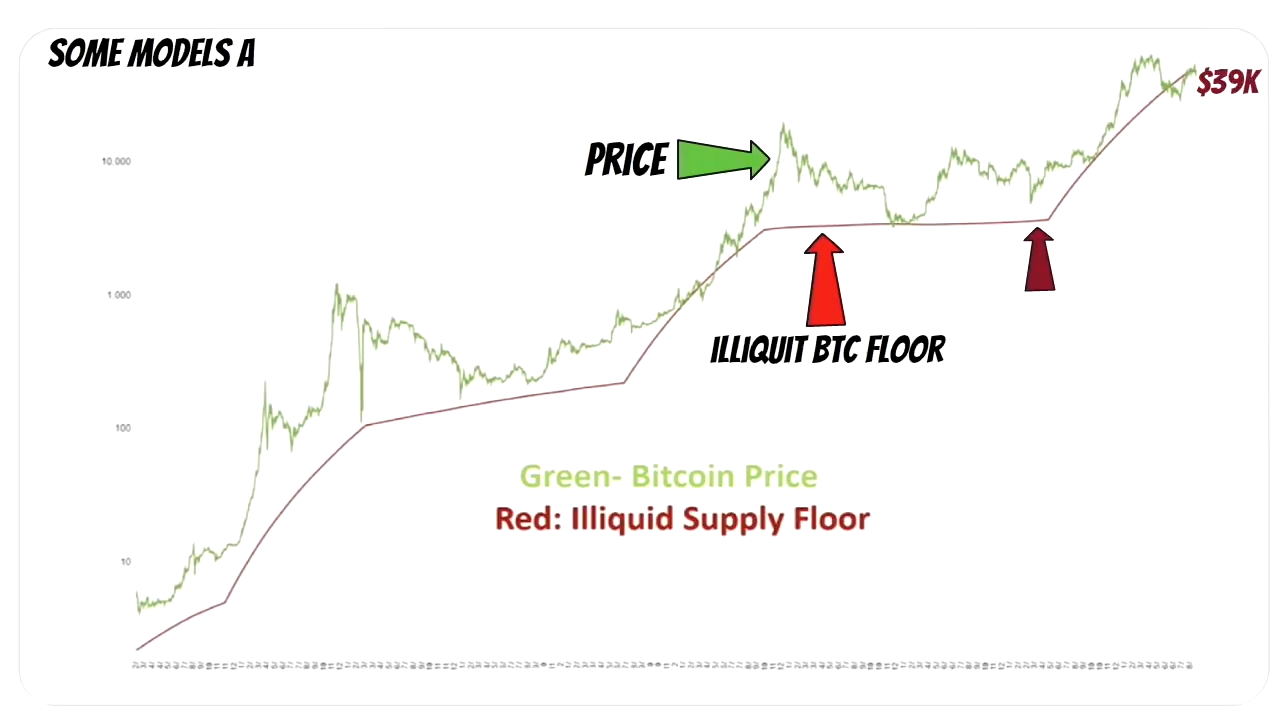 SOME MODELS A
$39K
PRICE
10.000
1.000
ILLIQUIT BTC FLOOR
100
Green- Bitcoin Price
Red: Illiquid Supply Floor
10